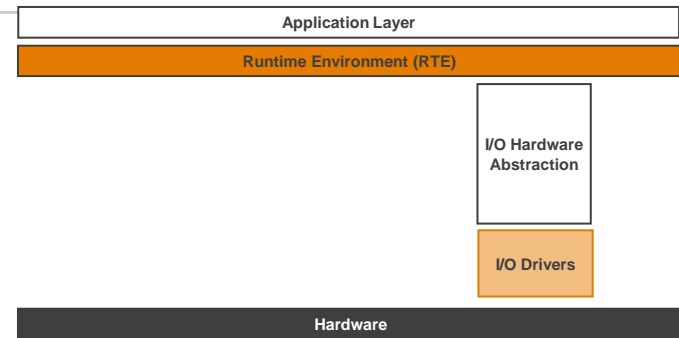 Application Layer
Runtime Environment (RTE)
I/O Hardware
Abstraction
I/O Drivers
Hardware